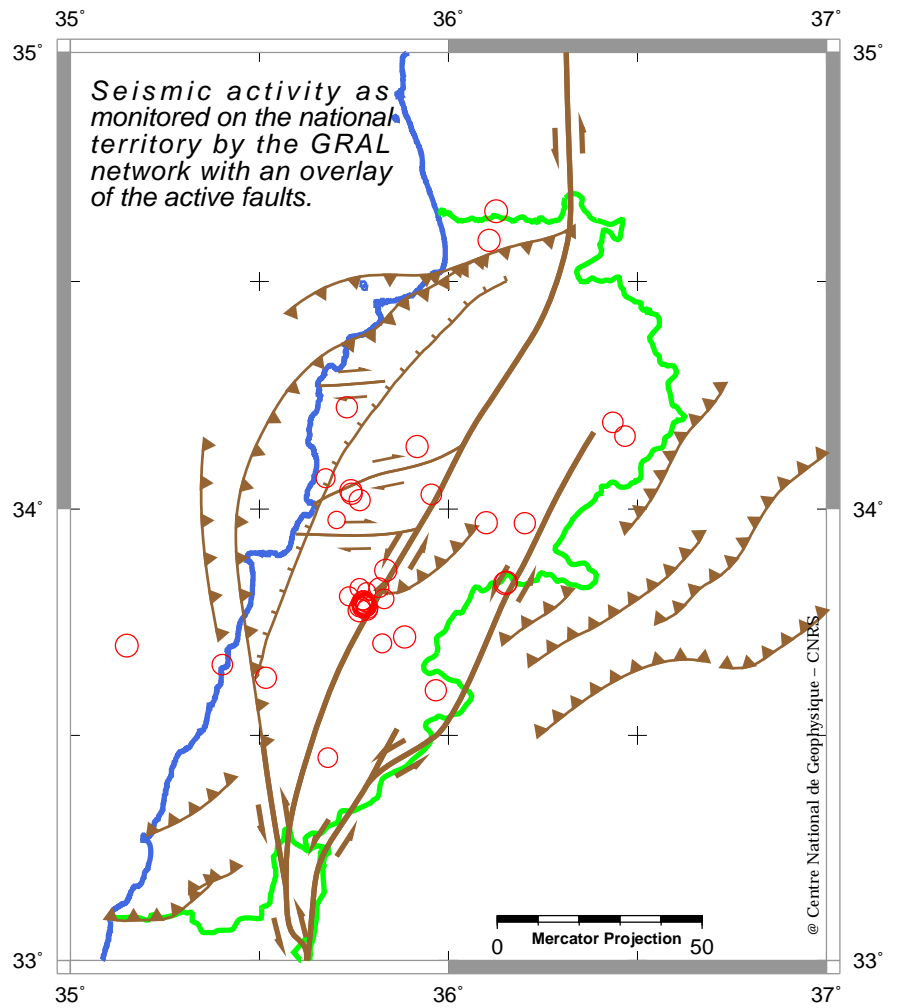 35˚ 36˚ 37˚
35˚ 35˚
Seismic activity as
monitored on the national
territory by the GRAL
network with an overlay
of the active faults.
34˚ 34˚
@ Centre National de Geophysique – CNRS
Mercator Projection
0 50
33˚ 33˚
35˚ 36˚ 37˚